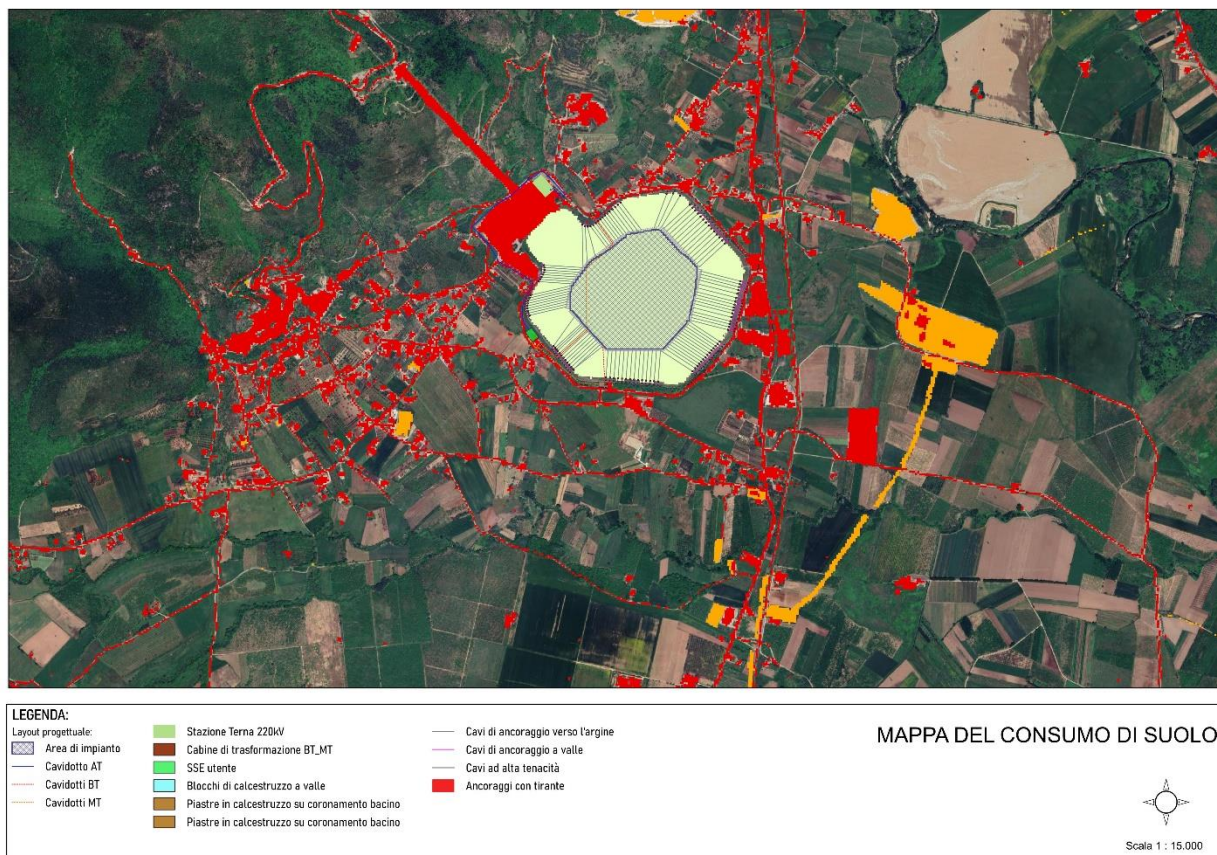 LEGENDA:
Layout progettuale:
Area di impianto
Cavidotto AT
Cavidotti BT
Cavidotti MT
Stazione Terna 220kV
Cabine di trasformazione BT_MT
SSE utente
Blocchi di calcestruzzo a valle
Piastre in calcestruzzo su coronamento bacino
Piastre in calcestruzzo su coronamento bacino
Cavi di ancoraggio verso l'argine
Cavi di ancoraggio a valle
Cavi ad alta tenacità
Ancoraggi con tirante
MAPPA DEL CONSUMO DI SUOLO
Scala 1 : 15.000